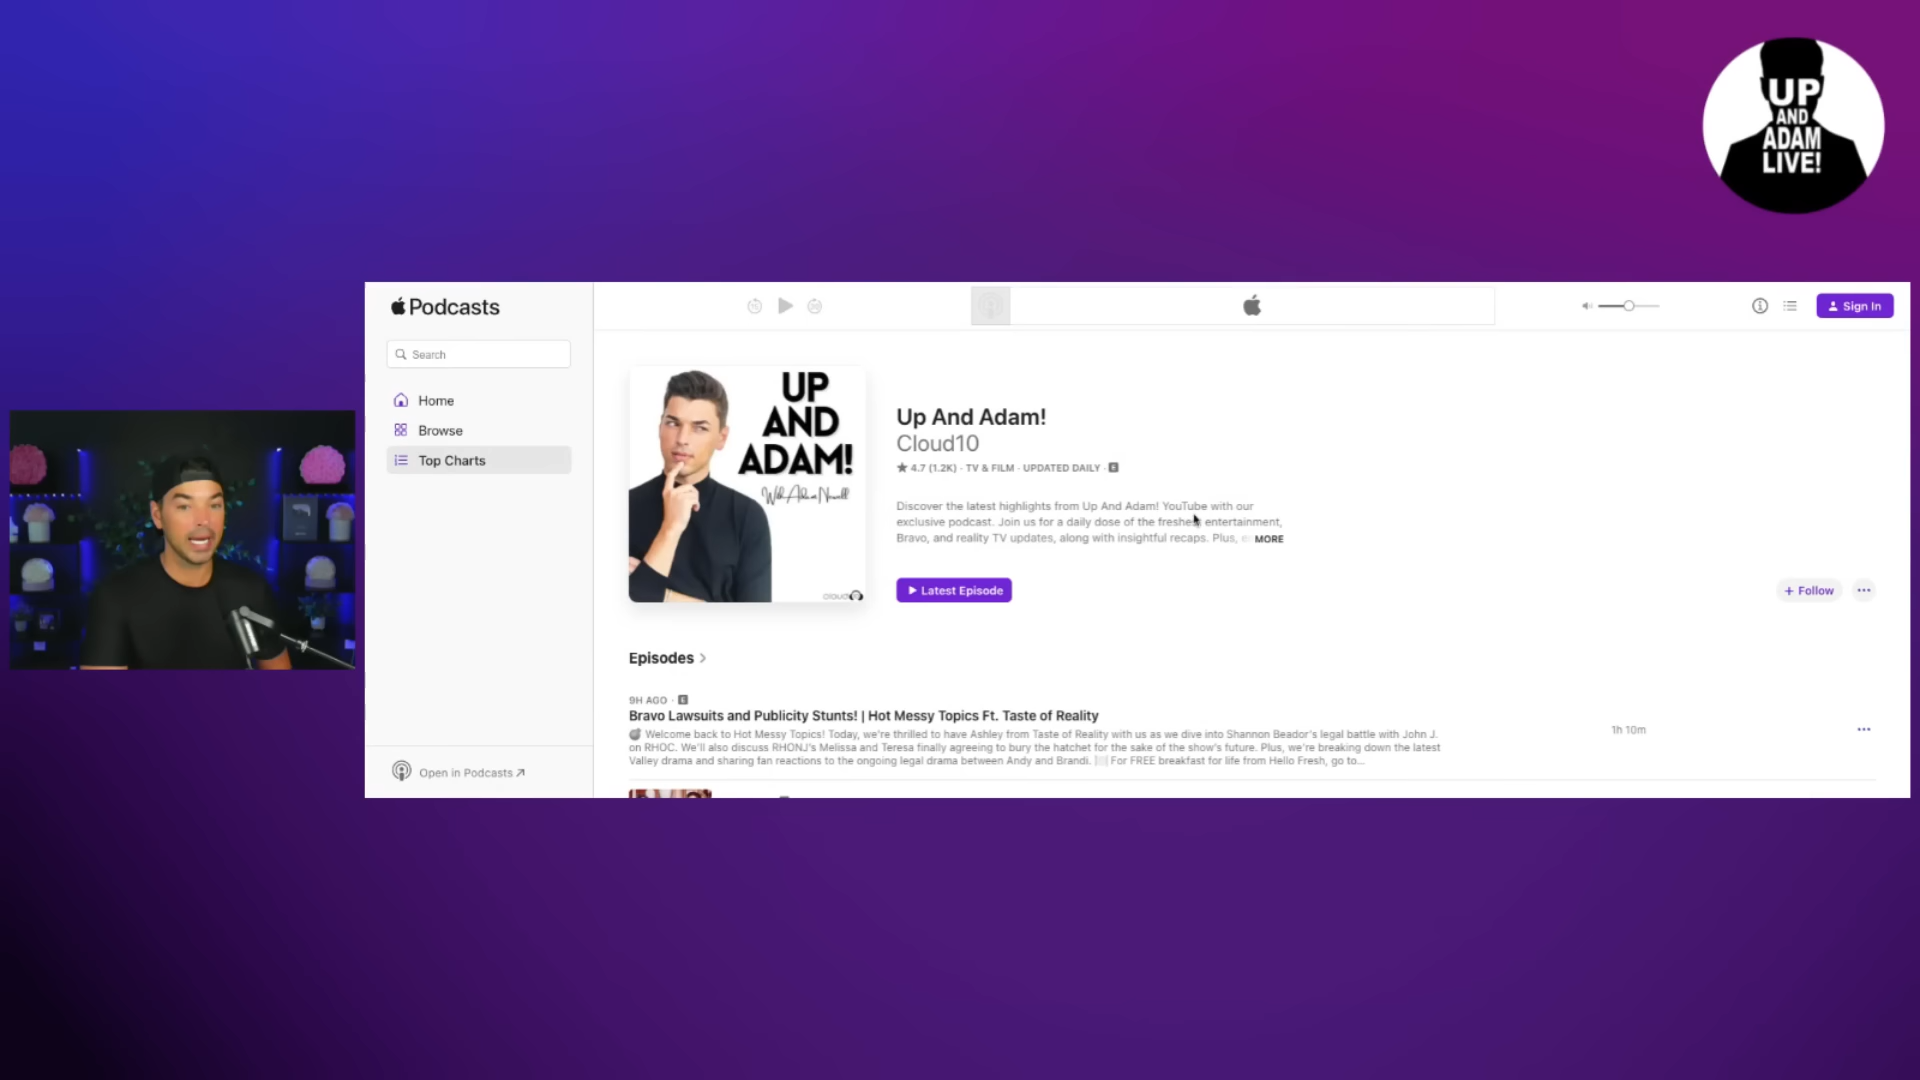 UP
AND
ADAM
LIVE!
Podcasts
Search
Home
Browse
Top Charts
Open in Podcasts
Sign In
UP
AND
ADAM!
With Adam Newell
cloud
Up And Adam!
Cloud10
4.7 (1.2K) · TV & FILM · UPDATED DAILY · E
Discover the latest highlights from Up And Adam! YouTube with our
exclusive podcast. Join us for a daily dose of the freshest entertainment,
Bravo, and reality TV updates, along with insightful recaps. Plus, MORE
Latest Episode
+ Follow
Episodes
9H AGO · E
Bravo Lawsuits and Publicity Stunts! | Hot Messy Topics Ft. Taste of Reality
Welcome back to Hot Messy Topics! Today, we're thrilled to have Ashley from Taste of Reality with us as we dive into Shannon Beador's legal battle with John J.
on RHOC. We'll also discuss RHONJ's Melissa and Teresa finally agreeing to bury the hatchet for the sake of the show's future. Plus, we're breaking down the latest
Valley drama and sharing fan reactions to the ongoing legal drama between Andy and Brandi. For FREE breakfast for life from Hello Fresh, go to...
1h 10m